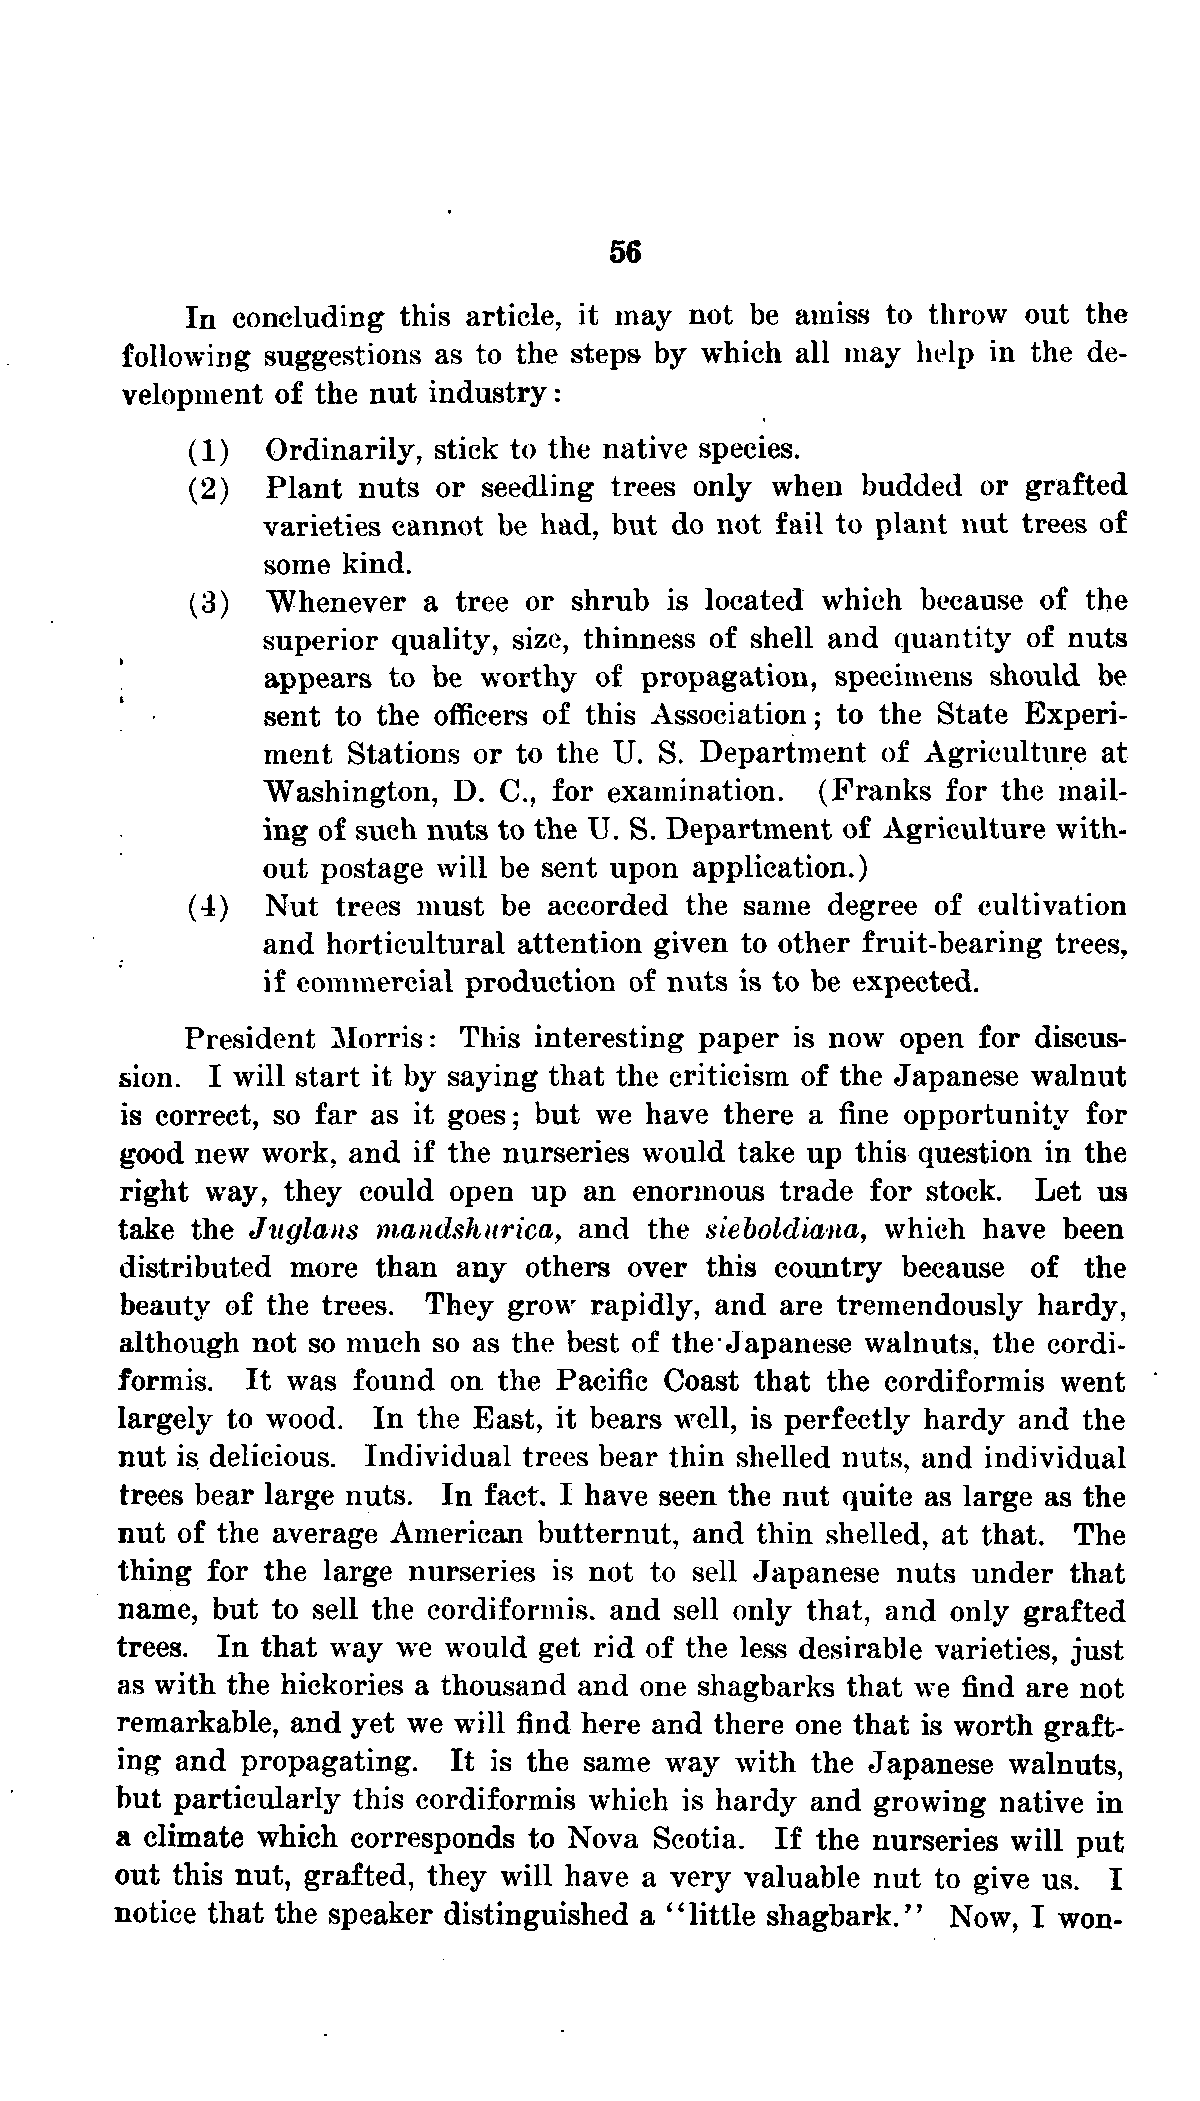 56
In concluding this article, it may not be amiss to throw out the
following suggestions as to the steps by which all may help in the de-
velopment of the nut industry:
(1) Ordinarily, stick to the native species.
(2) Plant nuts or seedling trees only when budded or grafted
varieties cannot be had, but do not fail to plant nut trees of
some kind.
(3) Whenever a tree or shrub is located which because of the
superior quality, size, thinness of shell and quantity of nuts
appears to be worthy of propagation, specimens should be
sent to the officers of this Association; to the State Experi-
ment Stations or to the U. S. Department of Agriculture at
Washington, D. C., for examination. (Franks for the mail-
ing of such nuts to the U. S. Department of Agriculture with-
out postage will be sent upon application.)
(4) Nut trees must be accorded the same degree of cultivation
and horticultural attention given to other fruit-bearing trees,
if commercial production of nuts is to be expected.
President Morris: This interesting paper is now open for discus-
sion. I will start it by saying that the criticism of the Japanese walnut
is correct, so far as it goes; but we have there a fine opportunity for
good new work, and if the nurseries would take up this question in the
right way, they could open up an enormous trade for stock. Let us
take the Juglans mandshurica, and the sieboldiana, which have been
distributed more than any others over this country because of the
beauty of the trees. They grow rapidly, and are tremendously hardy,
although not so much so as the best of the Japanese walnuts, the cordi-
formis. It was found on the Pacific Coast that the cordiformis went
largely to wood. In the East, it bears well, is perfectly hardy and the
nut is delicious. Individual trees bear thin shelled nuts, and individual
trees bear large nuts. In fact. I have seen the nut quite as large as the
nut of the average American butternut, and thin shelled, at that. The
thing for the large nurseries is not to sell Japanese nuts under that
name, but to sell the cordiformis. and sell only that, and only grafted
trees. In that way we would get rid of the less desirable varieties, just
as with the hickories a thousand and one shagbarks that we find are not
remarkable, and yet we will find here and there one that is worth graft-
ing and propagating. It is the same way with the Japanese walnuts,
but particularly this cordiformis which is hardy and growing native in
a climate which corresponds to Nova Scotia. If the nurseries will put
out this nut, grafted, they will have a very valuable nut to give us. I
notice that the speaker distinguished a "little shagbark." Now, I won-